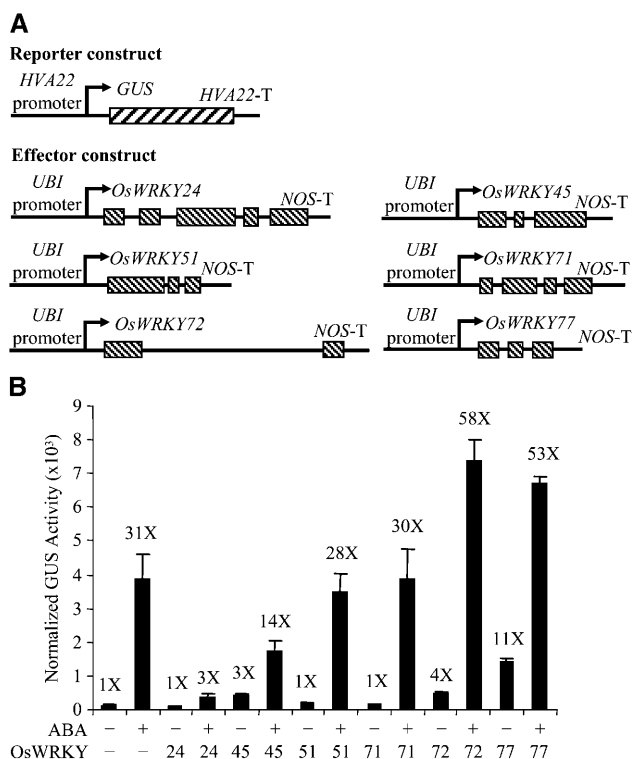 A
Reporter construct
HVA22 promoter
GUS
HVA22-T
Effector construct
UBI promoter
OsWRKY24
NOS-T
UBI promoter
OsWRKY45
NOS-T
UBI promoter
OsWRKY51
NOS-T
UBI promoter
OsWRKY71
NOS-T
UBI promoter
OsWRKY72
NOS-T
UBI promoter
OsWRKY77
NOS-T
B
Normalized GUS Activity (x10³)
9
8
7
6
5
4
3
2
1
0
1X 31X 1X 3X 3X 14X 1X 28X 1X 30X 4X 58X 11X 53X
ABA − + − + − + − + − + − + − +
OsWRKY − − 24 24 45 45 51 51 71 71 72 72 77 77